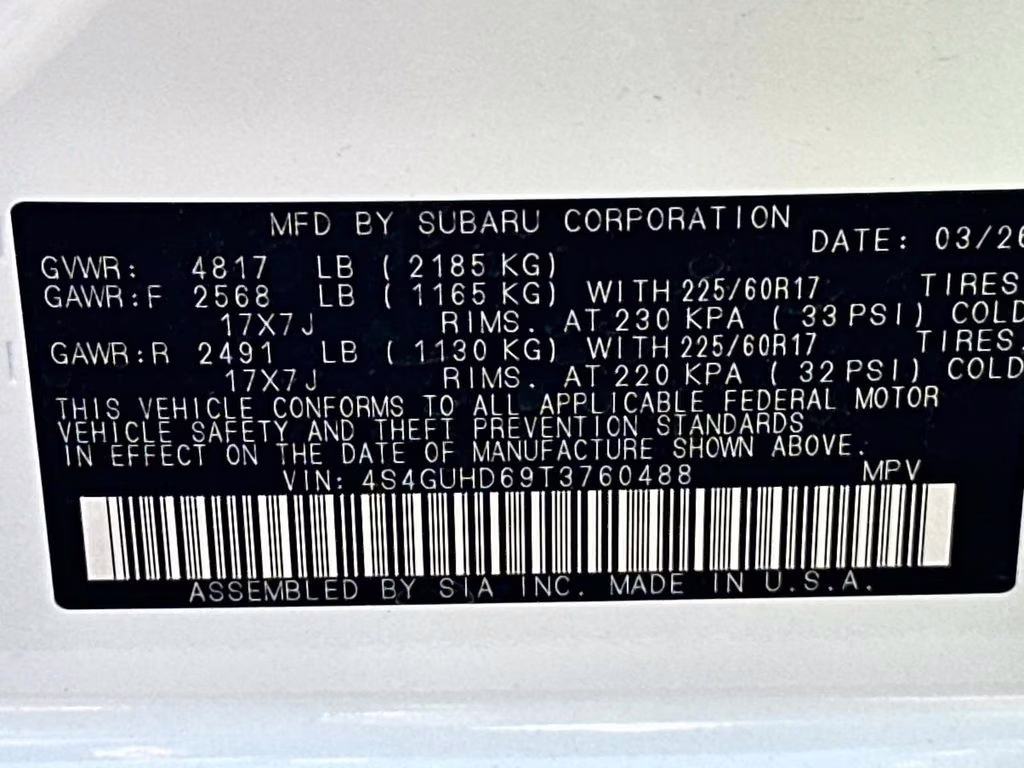 MFD BY SUBARU CORPORATION
DATE: 03/26
GVWR: 4817 LB ( 2185 KG)
GAWR:F 2568 LB ( 1165 KG) WITH 225/60R17 TIRES
17X7J RIMS. AT 230 KPA ( 33 PSI) COLD
GAWR:R 2491 LB ( 1130 KG) WITH 225/60R17 TIRES.
17X7J RIMS. AT 220 KPA ( 32 PSI) COLD
THIS VEHICLE CONFORMS TO ALL APPLICABLE FEDERAL MOTOR
VEHICLE SAFETY AND THEFT PREVENTION STANDARDS
IN EFFECT ON THE DATE OF MANUFACTURE SHOWN ABOVE.
VIN: 4S4GUHD69T3760488 MPV
ASSEMBLED BY SIA INC. MADE IN U.S.A.